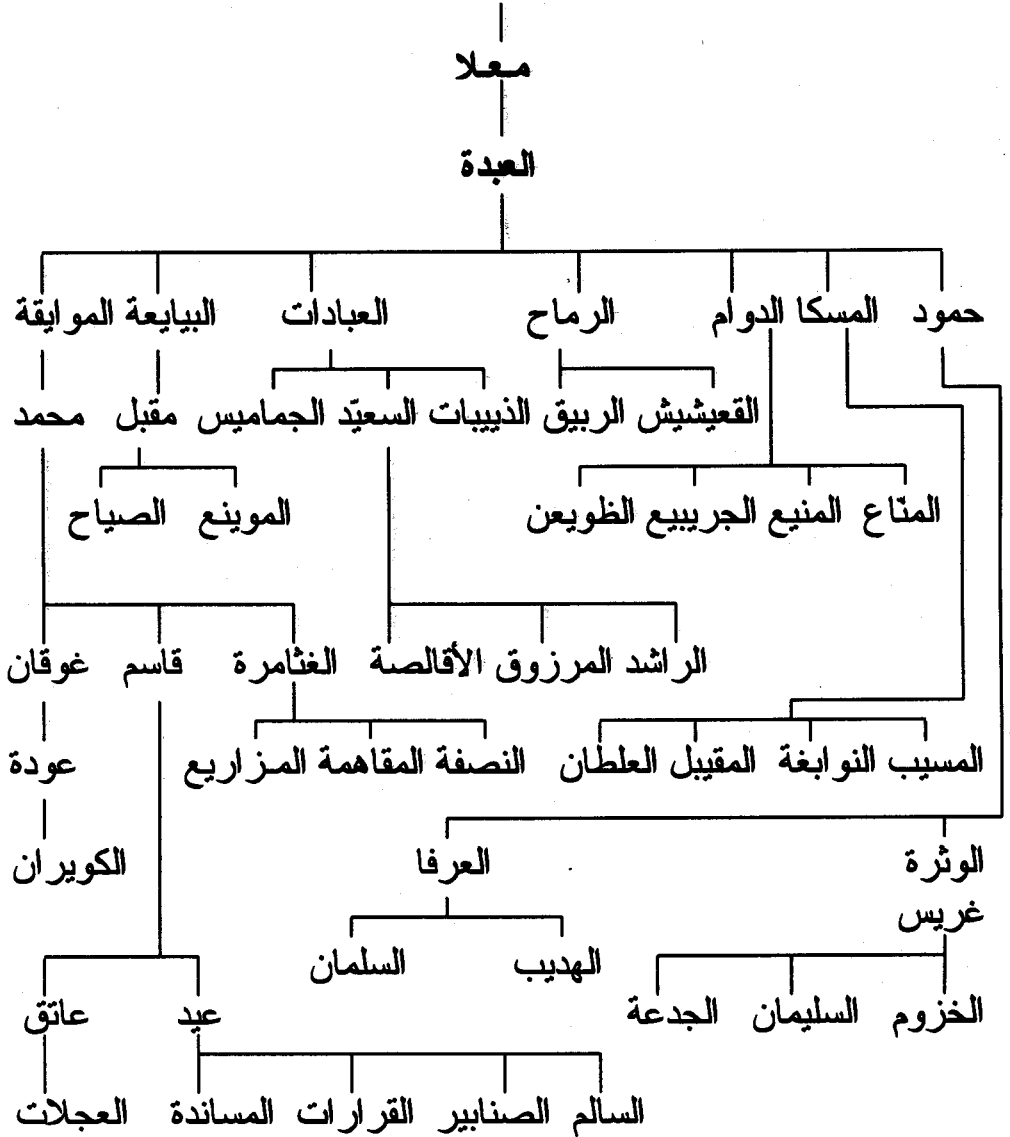 معلا
العبدة
حمود المسكا الدوام الرماح العبادات البيايعة الموايقة
القعيشيش الربيق الذييبات السعيّد الجماميس مقبل محمد
المنّاع المنيع الجريبيع الظويعن الموينع الصياح
الراشد المرزوق الأقالصة الغثامرة قاسم غوقان
المسيب النوابغة المقيبل العلطان النصفة المقاهمة المزاريع عودة
الوثرة العرفا الكويران
غريس
الهديب السلمان
الخزوم السليمان الجدعة عيد عاتق
السالم الصنابير القرارات المساندة العجلات